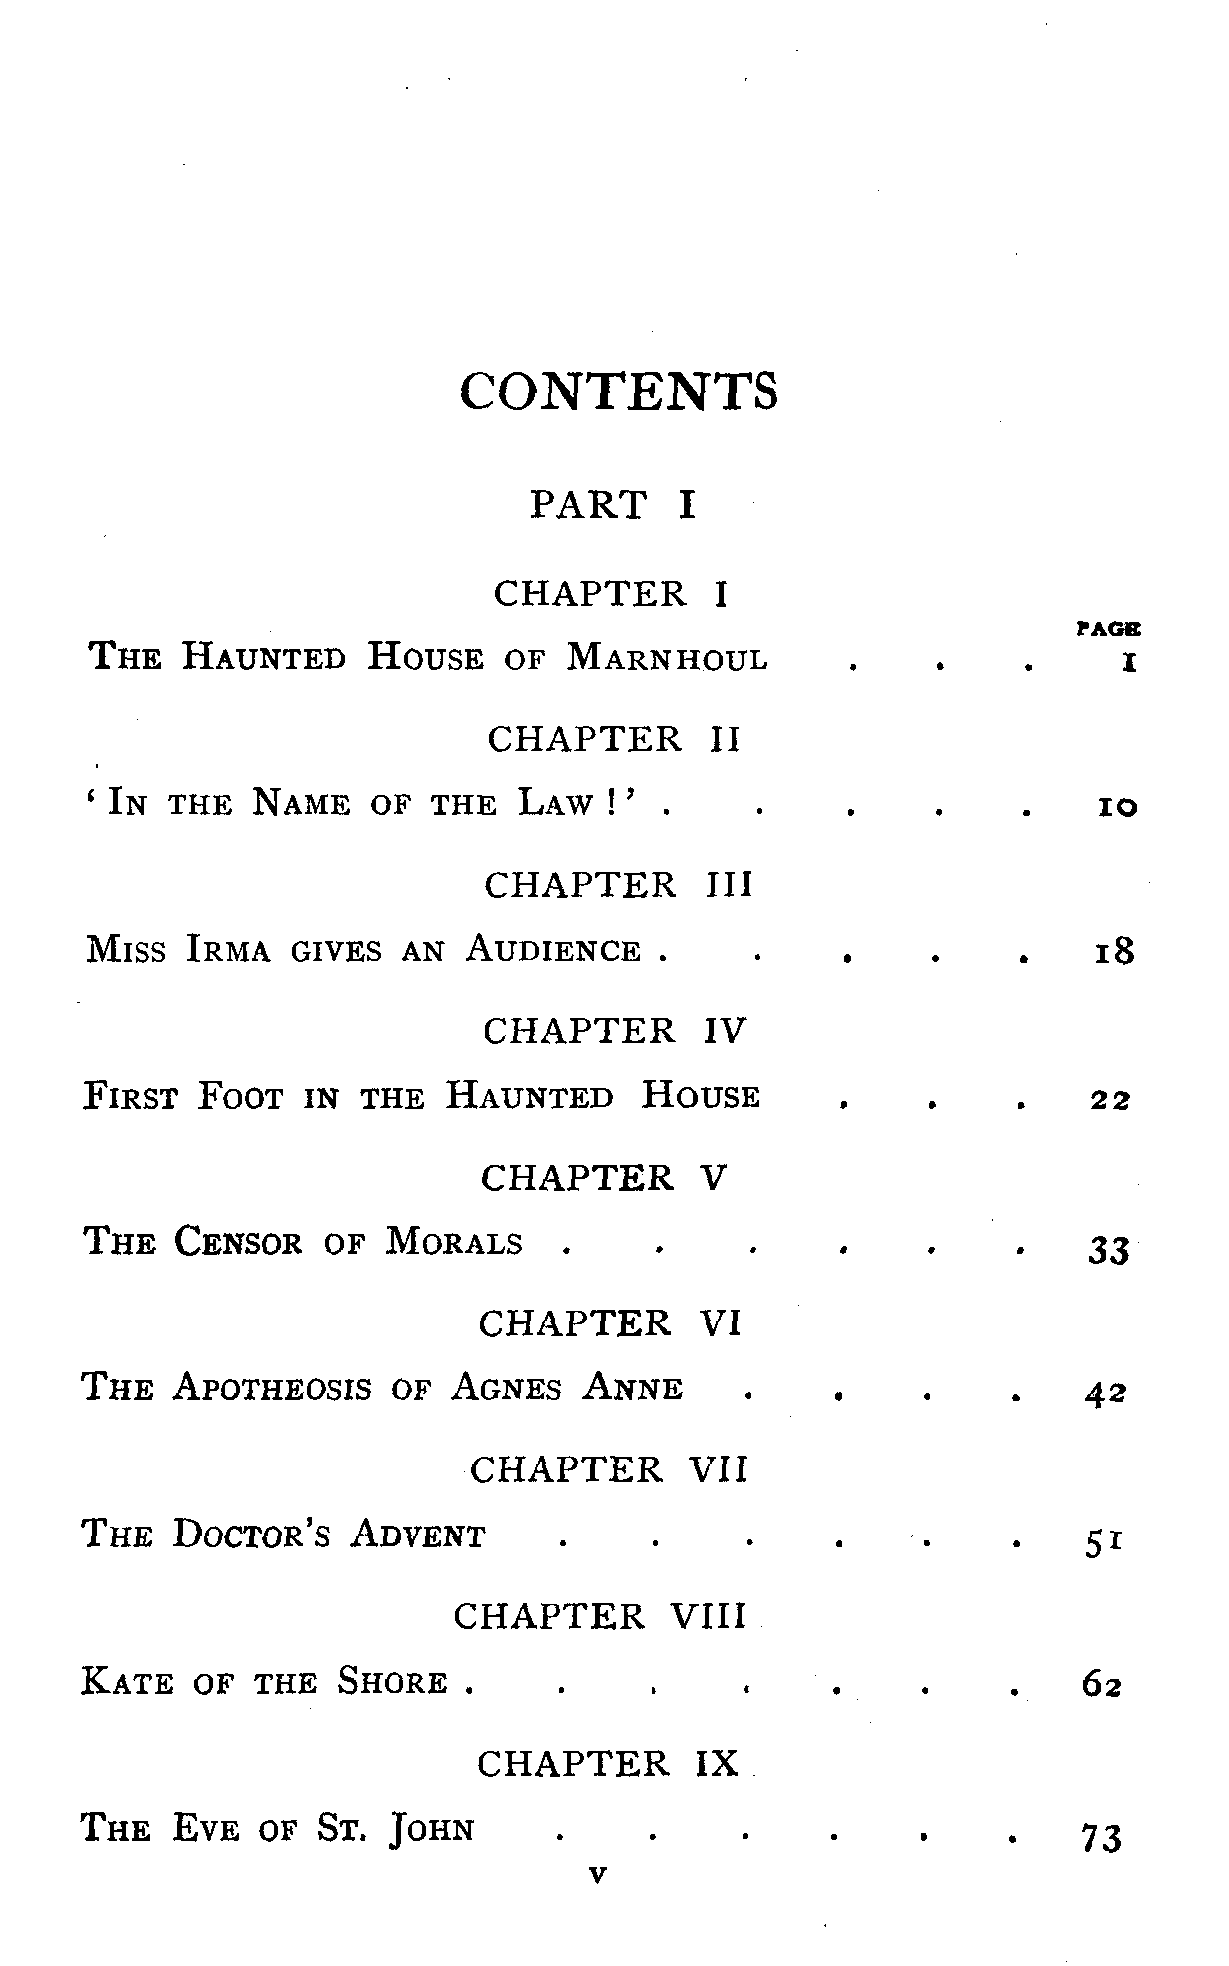 CONTENTS
PART I
CHAPTER I
PAGE
The Haunted House of Marnhoul . . . 1
CHAPTER II
‘In the Name of the Law!’ . . . . . 10
CHAPTER III
Miss Irma gives an Audience . . . . . 18
CHAPTER IV
First Foot in the Haunted House . . . 22
CHAPTER V
The Censor of Morals . . . . . . 33
CHAPTER VI
The Apotheosis of Agnes Anne . . . . 42
CHAPTER VII
The Doctor's Advent . . . . . . 51
CHAPTER VIII
Kate of the Shore . . . . . . . 62
CHAPTER IX
The Eve of St. John . . . . . . 73
v